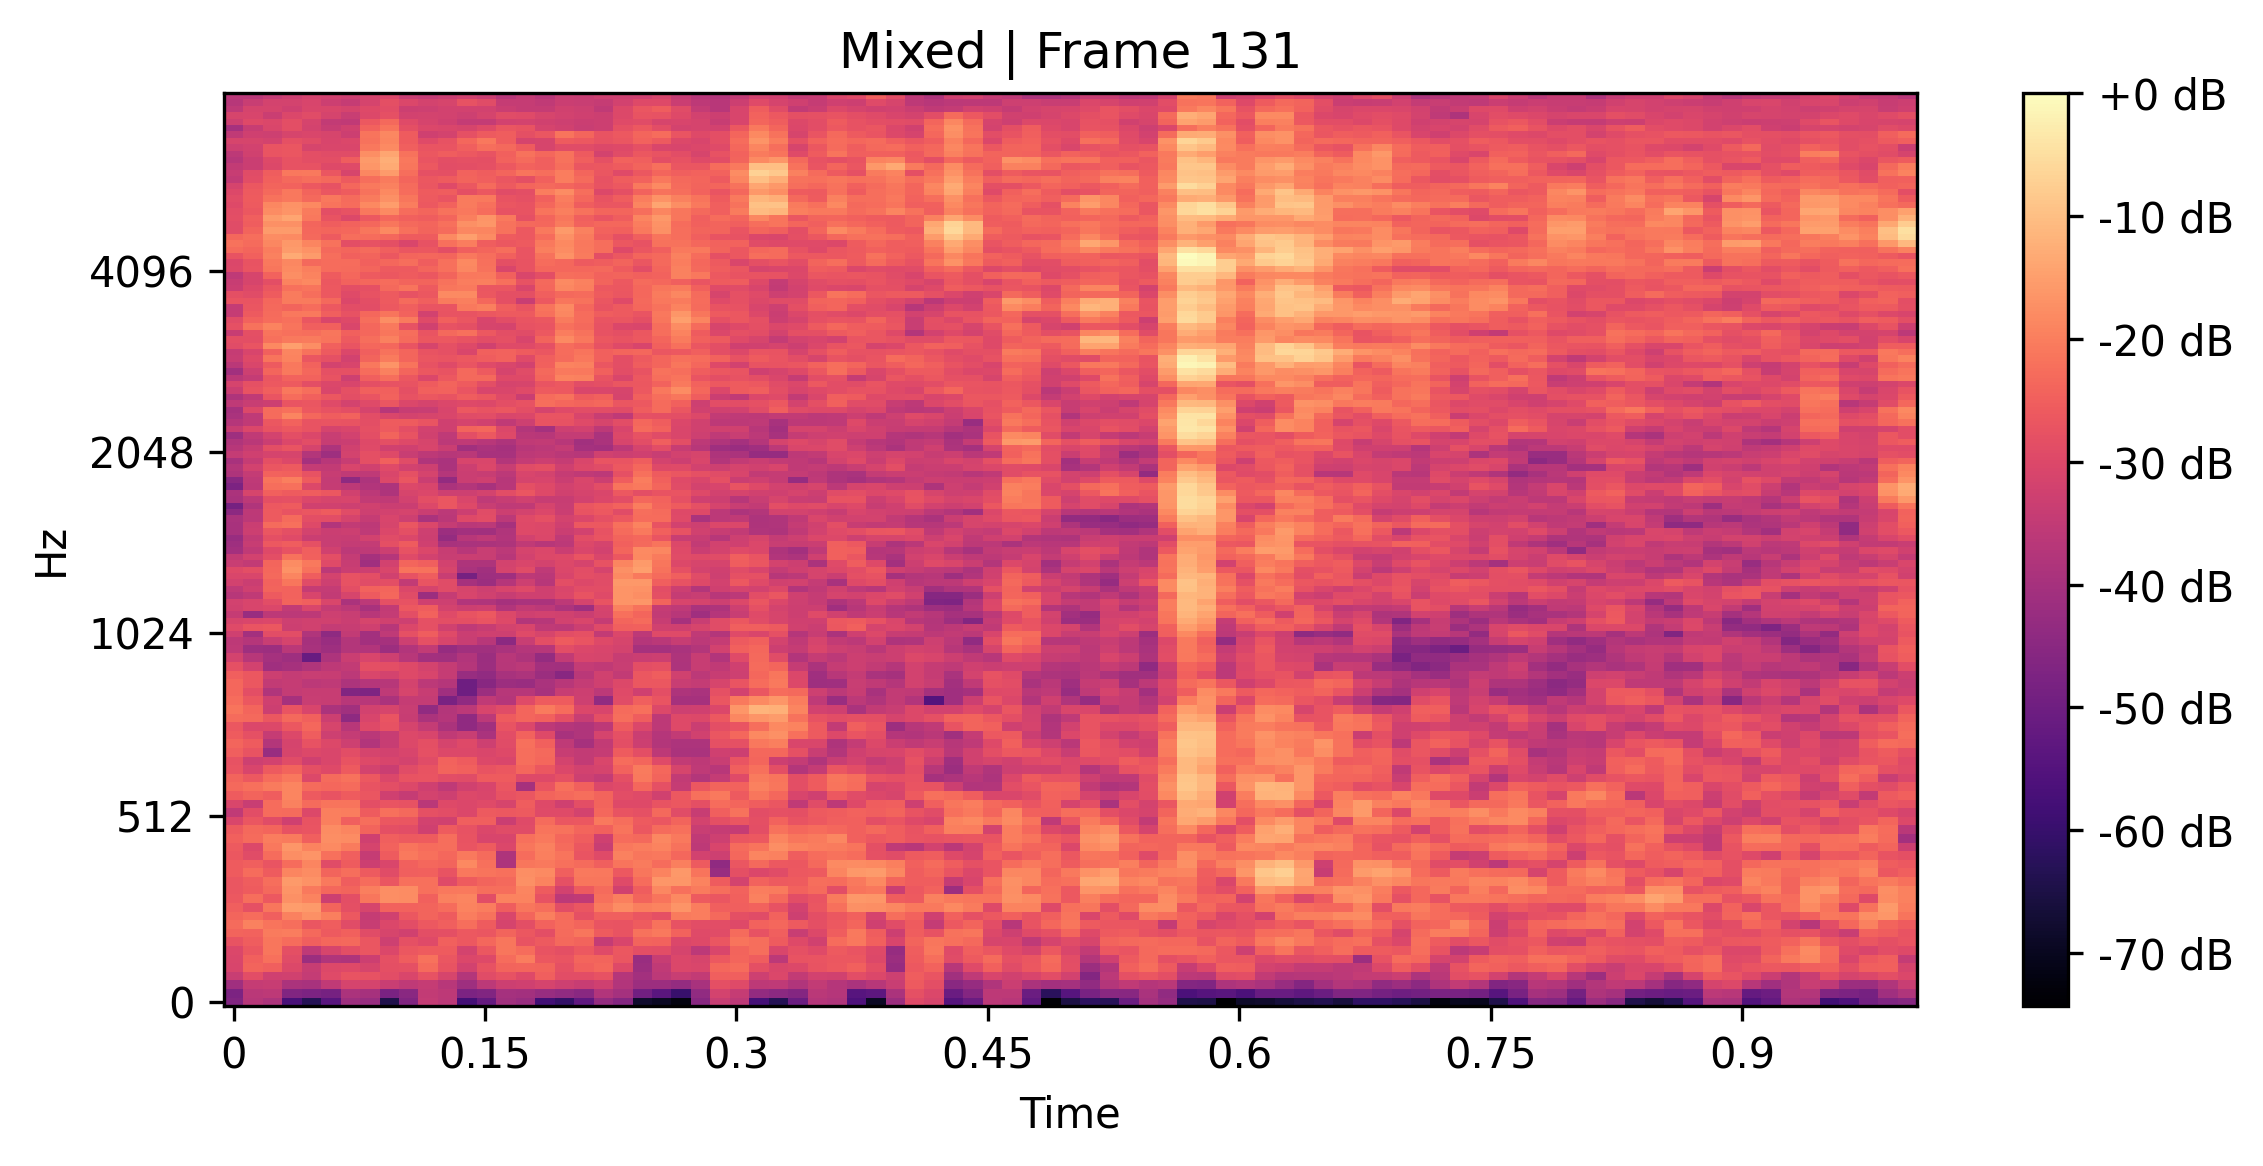 Mixed | Frame 131
+0 dB
-10 dB
-20 dB
-30 dB
-40 dB
-50 dB
-60 dB
-70 dB
4096
2048
1024
512
0
Hz
0 0.15 0.3 0.45 0.6 0.75 0.9
Time